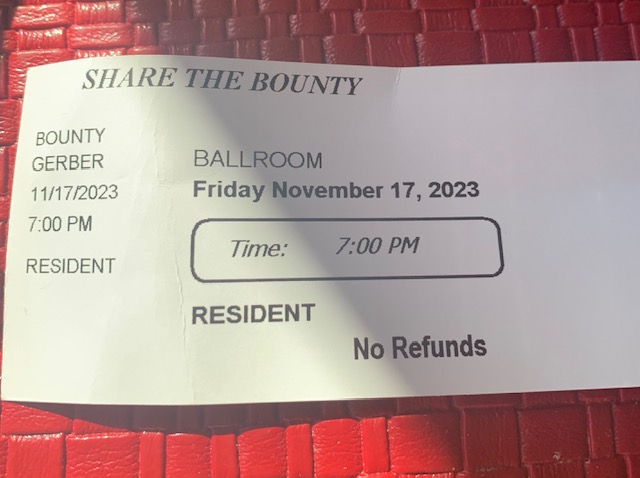 SHARE THE BOUNTY
BOUNTY
GERBER
11/17/2023
7:00 PM
RESIDENT
BALLROOM
Friday November 17, 2023
Time: 7:00 PM
RESIDENT
No Refunds